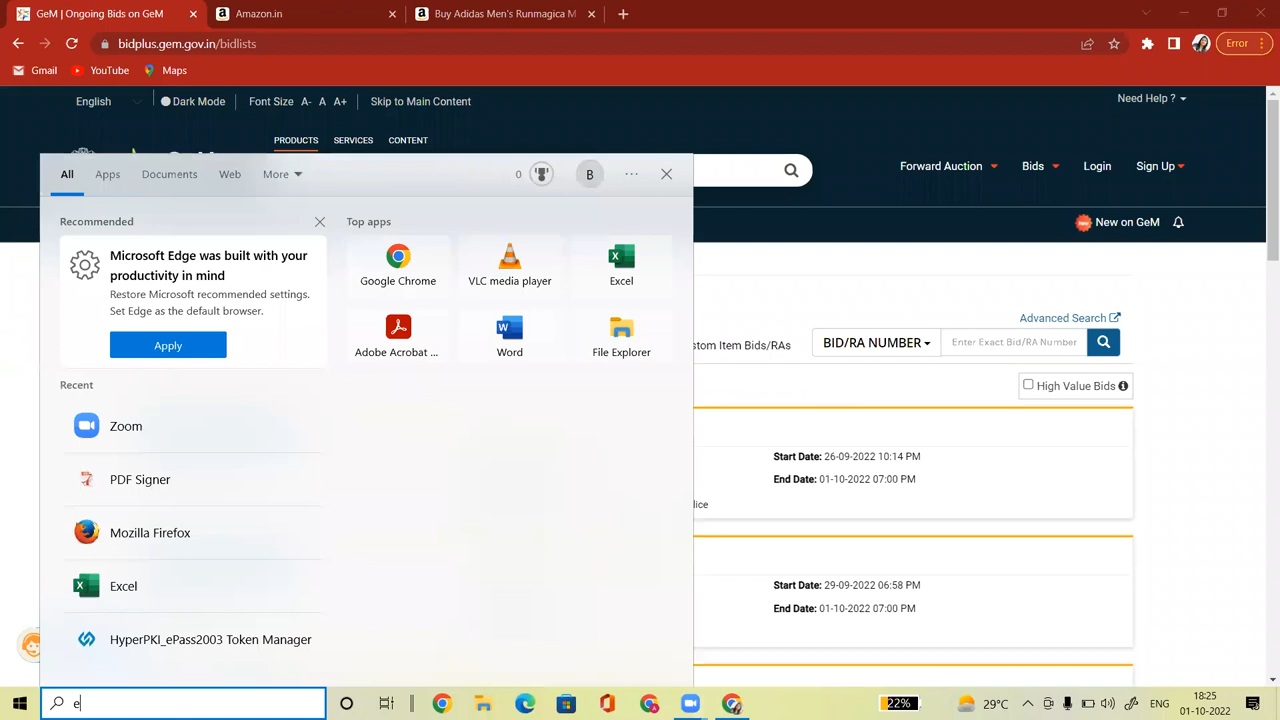 GeM | Ongoing Bids on GeM
Amazon.in
Buy Adidas Men's Runmagica M
bidplus.gem.gov.in/bidlists
Error
Gmail
YouTube
Maps
English
Dark Mode
Font Size A- A A+
Skip to Main Content
Need Help ?
PRODUCTS SERVICES CONTENT
Forward Auction
Bids
Login
Sign Up
New on GeM
All Apps Documents Web More
0
B
Recommended
Microsoft Edge was built with your
productivity in mind
Restore Microsoft recommended settings.
Set Edge as the default browser.
Apply
Top apps
Google Chrome
VLC media player
Excel
Adobe Acrobat ...
Word
File Explorer
Recent
Zoom
PDF Signer
Mozilla Firefox
Excel
HyperPKI_ePass2003 Token Manager
Advanced Search
stom Item Bids/RAs
BID/RA NUMBER
Enter Exact Bid/RA Number
High Value Bids
Start Date: 26-09-2022 10:14 PM
End Date: 01-10-2022 07:00 PM
lice
Start Date: 29-09-2022 06:58 PM
End Date: 01-10-2022 07:00 PM
e
22%
29°C
ENG
18:25
01-10-2022